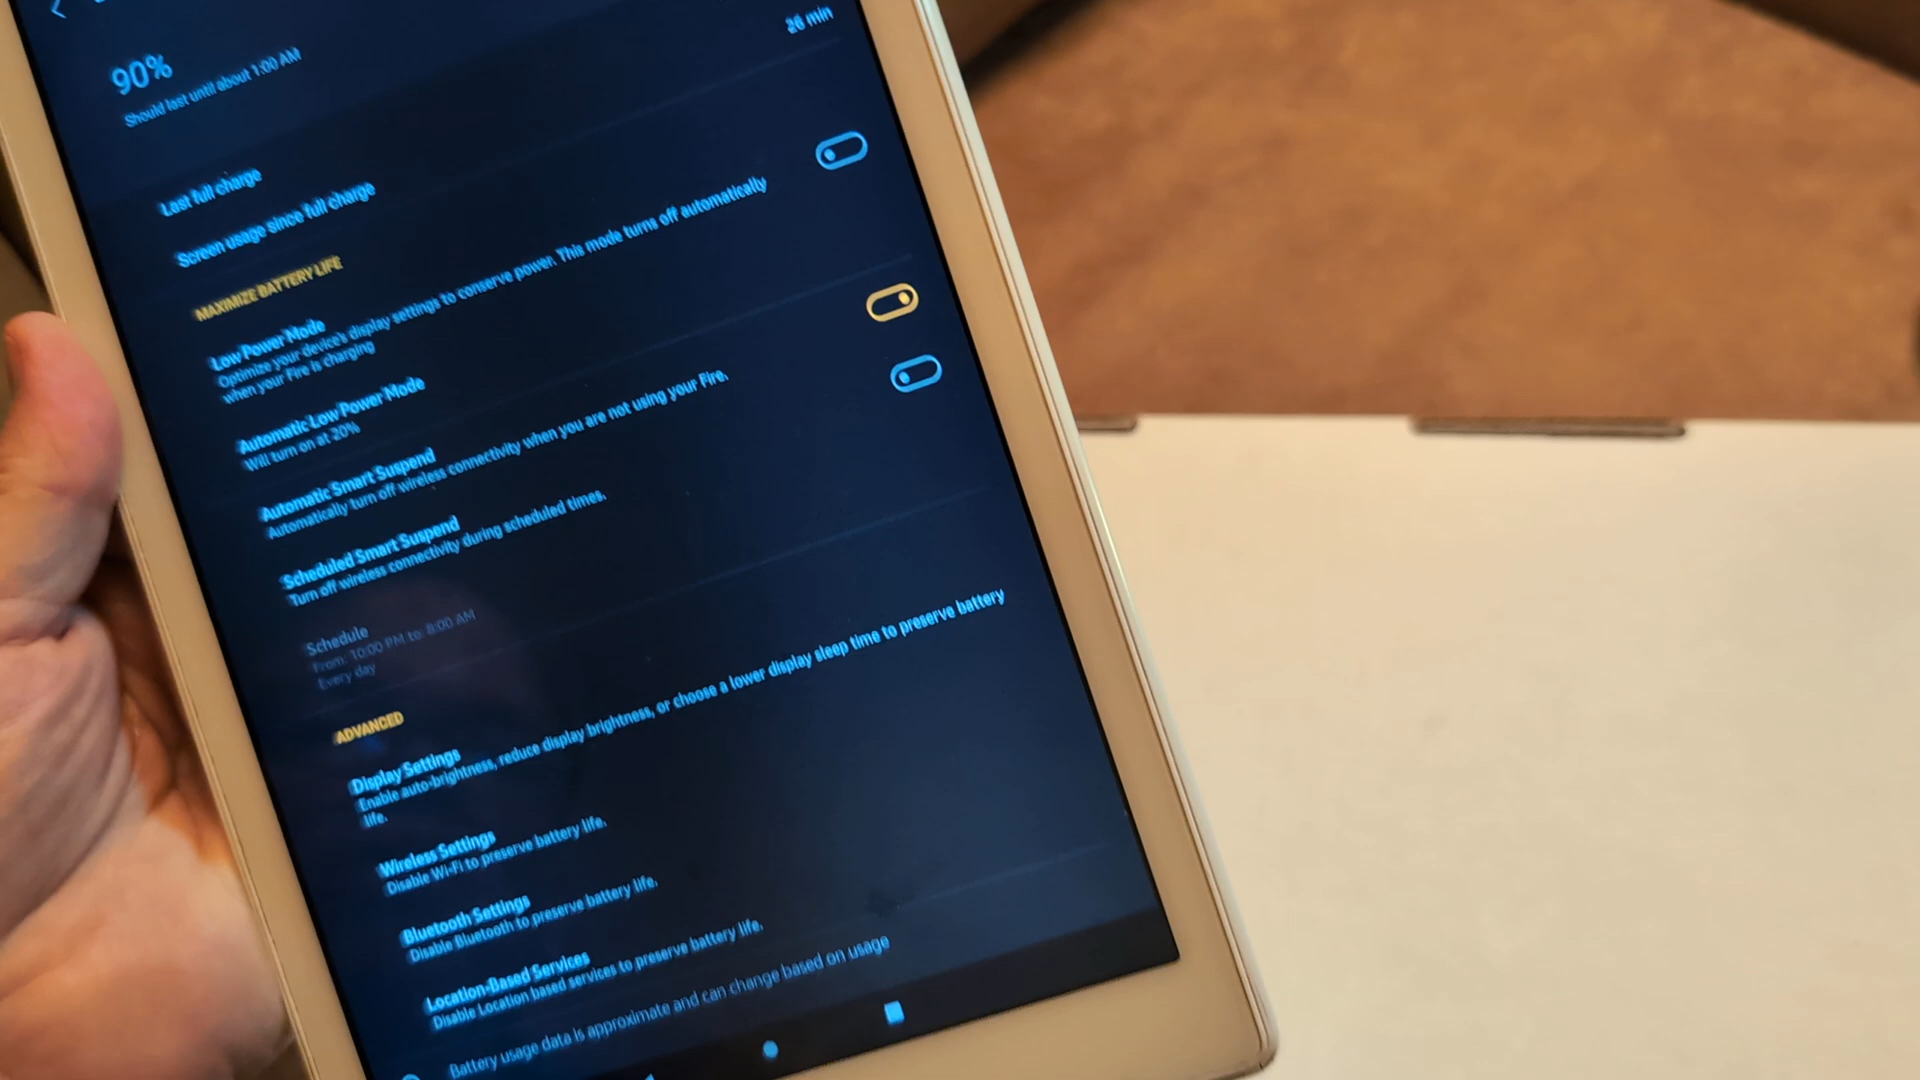 90%
Should last until about 1:00 AM
Last full charge
26 min
Screen usage since full charge
MAXIMIZE BATTERY LIFE
Low Power Mode
Optimize your device's display settings to conserve power. This mode turns off automatically
when your Fire is charging
Automatic Low Power Mode
Will turn on at 20%
Automatic Smart Suspend
Automatically turn off wireless connectivity when you are not using your Fire.
Scheduled Smart Suspend
Turn off wireless connectivity during scheduled times.
Schedule
From: 10:00 PM to: 8:00 AM
Every day
ADVANCED
Display Settings
Enable auto-brightness, reduce display brightness, or choose a lower display sleep time to preserve battery
life.
Wireless Settings
Disable Wi-Fi to preserve battery life.
Bluetooth Settings
Disable Bluetooth to preserve battery life.
Location-Based Services
Disable Location based services to preserve battery life.
Battery usage data is approximate and can change based on usage